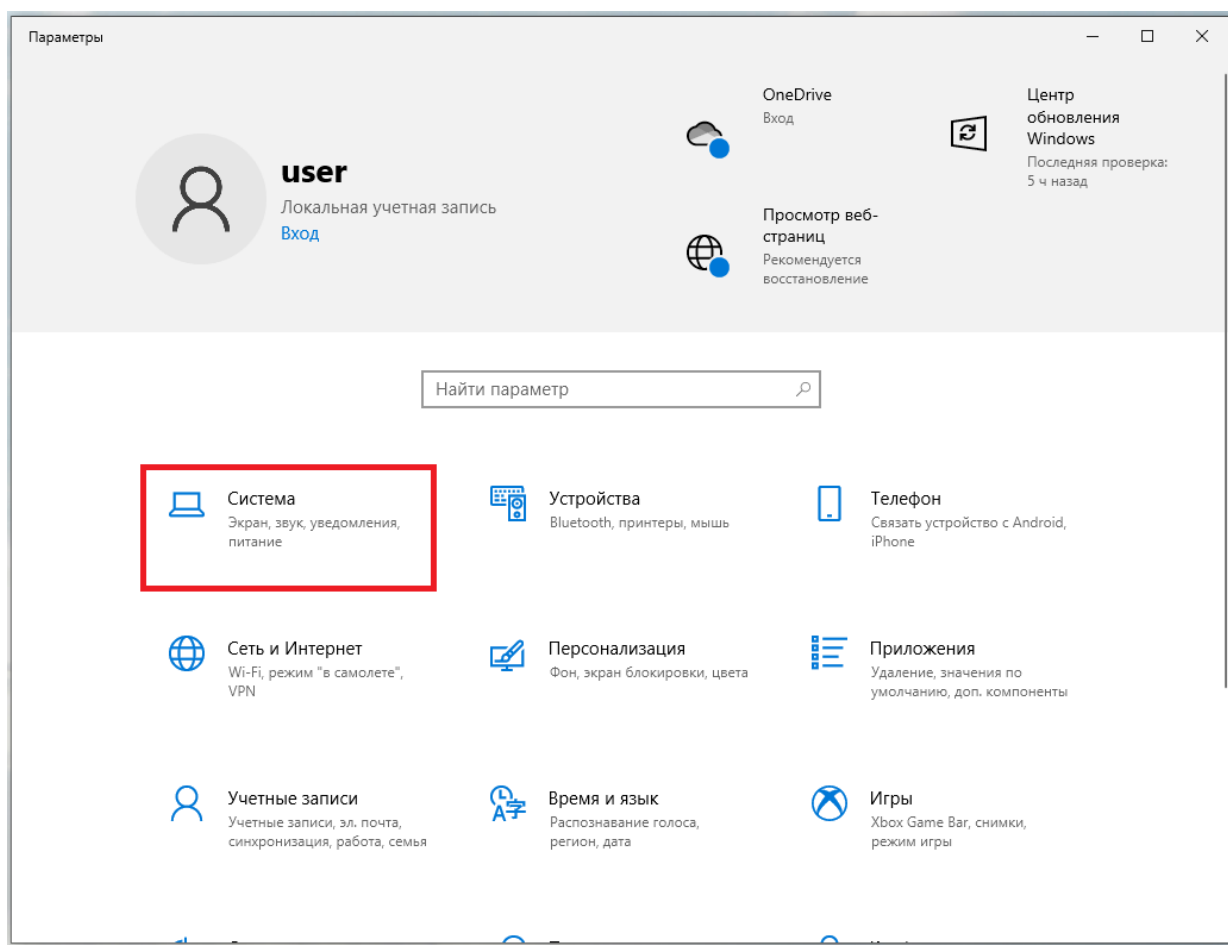 Параметры
OneDrive
Вход
Центр
обновления
Windows
Последняя проверка:
5 ч назад
user
Локальная учетная запись
Вход
Просмотр веб-
страниц
Рекомендуется
восстановление
Найти параметр
Система
Экран, звук, уведомления,
питание
Устройства
Bluetooth, принтеры, мышь
Телефон
Связать устройство с Android,
iPhone
Сеть и Интернет
Wi-Fi, режим "в самолете",
VPN
Персонализация
Фон, экран блокировки, цвета
Приложения
Удаление, значения по
умолчанию, доп. компоненты
Учетные записи
Учетные записи, эл. почта,
синхронизация, работа, семья
Время и язык
Распознавание голоса,
регион, дата
Игры
Xbox Game Bar, снимки,
режим игры